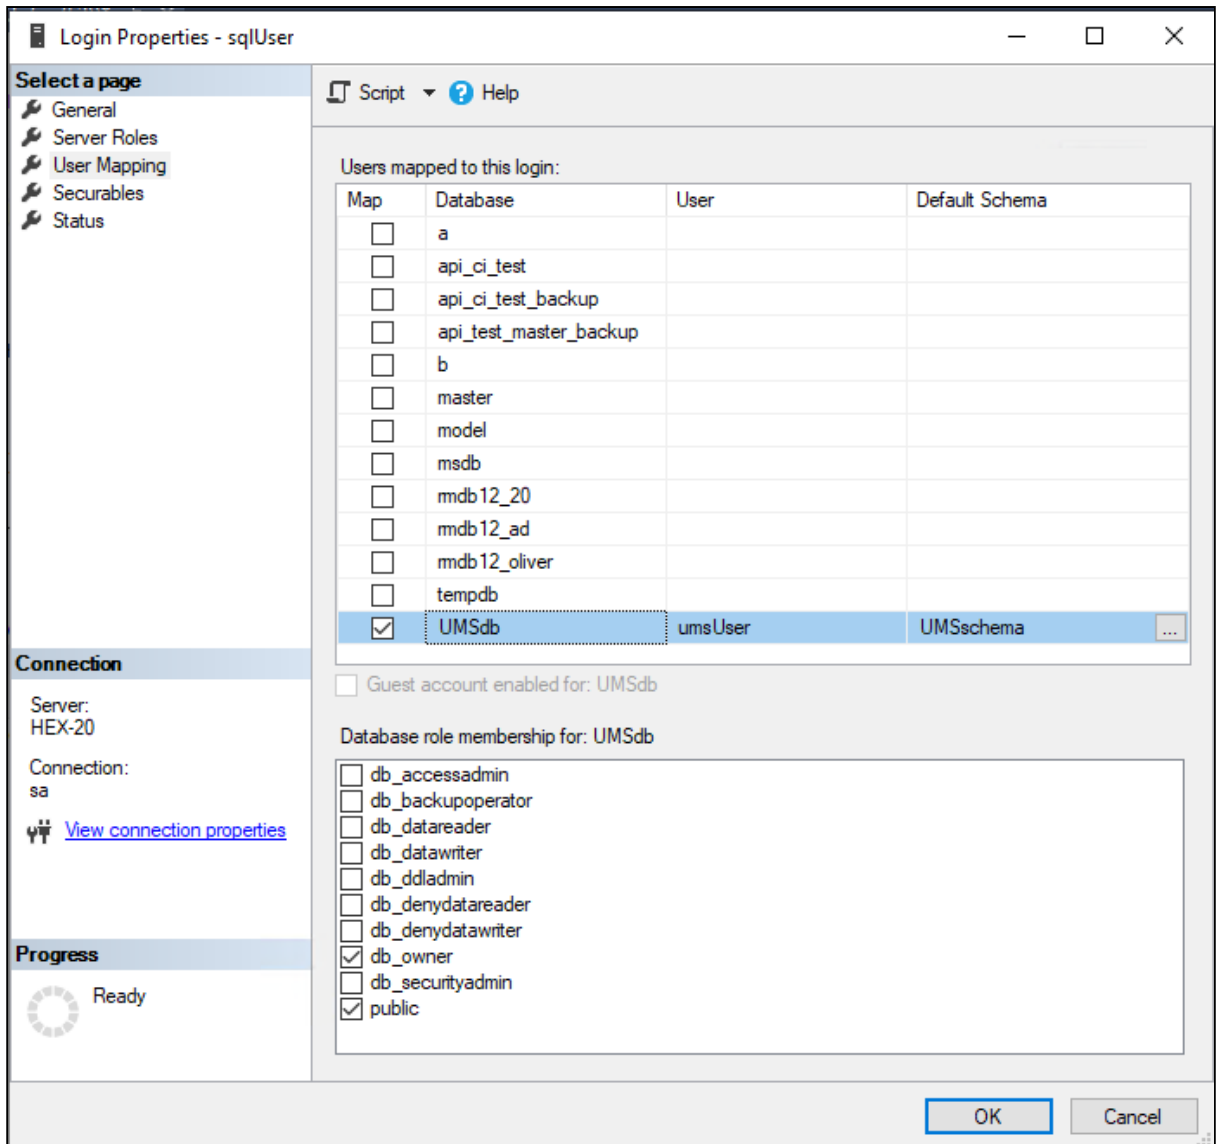 Login Properties - sqlUser
Select a page
General
Server Roles
User Mapping
Securables
Status
Script Help
Users mapped to this login:
Map Database User Default Schema
a
api_ci_test
api_ci_test_backup
api_test_master_backup
b
master
model
msdb
rmdb12_20
rmdb12_ad
rmdb12_oliver
tempdb
UMSdb umsUser UMSschema ...
Guest account enabled for: UMSdb
Database role membership for: UMSdb
db_accessadmin
db_backupoperator
db_datareader
db_datawriter
db_ddladmin
db_denydatareader
db_denydatawriter
db_owner
db_securityadmin
public
Connection
Server:
HEX-20
Connection:
sa
View connection properties
Progress
Ready
OK Cancel